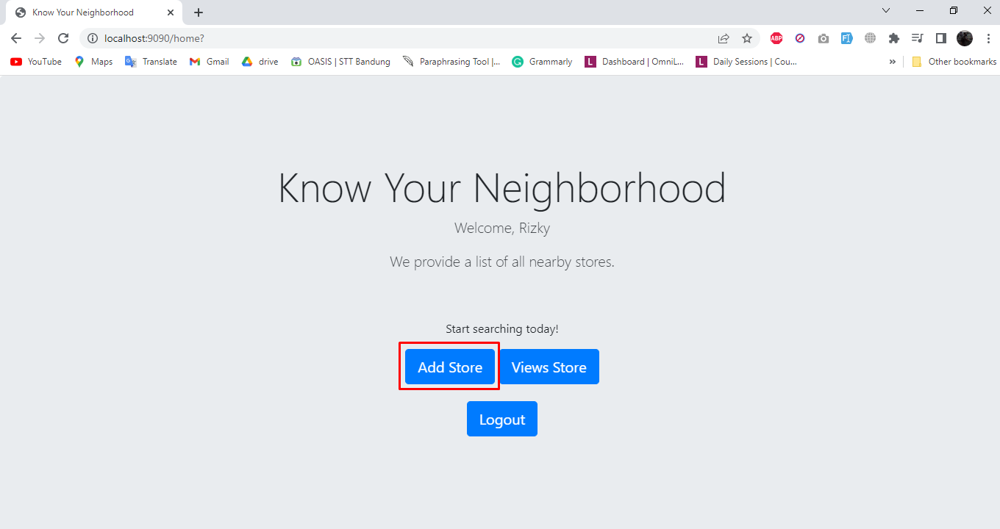 Know Your Neighborhood
localhost:9090/home?
ABP
YouTube Maps Translate Gmail drive OASIS | STT Bandung Paraphrasing Tool |... Grammarly L Dashboard | OmniL... L Daily Sessions | Cou... » Other bookmarks
Know Your Neighborhood
Welcome, Rizky
We provide a list of all nearby stores.
Start searching today!
Add Store Views Store
Logout